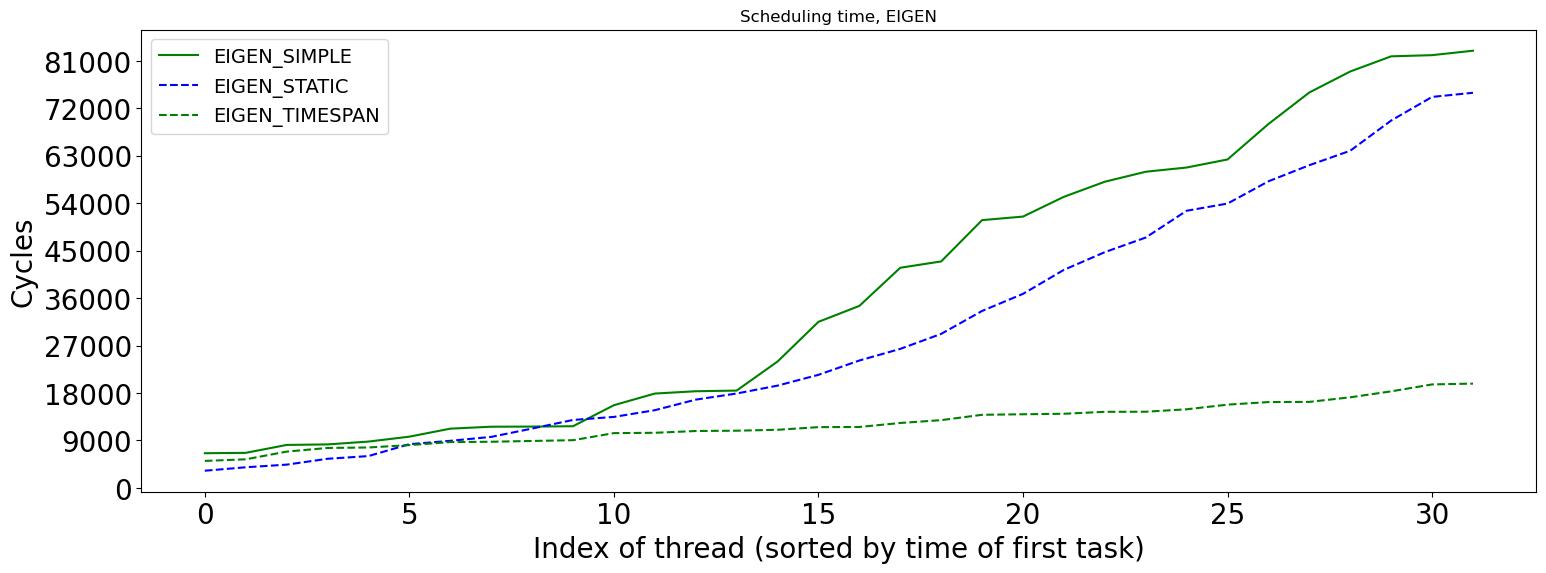 Scheduling time, EIGEN
EIGEN_SIMPLE
EIGEN_STATIC
EIGEN_TIMESPAN
81000
72000
63000
54000
45000
36000
27000
18000
9000
0
Cycles
0 5 10 15 20 25 30
Index of thread (sorted by time of first task)